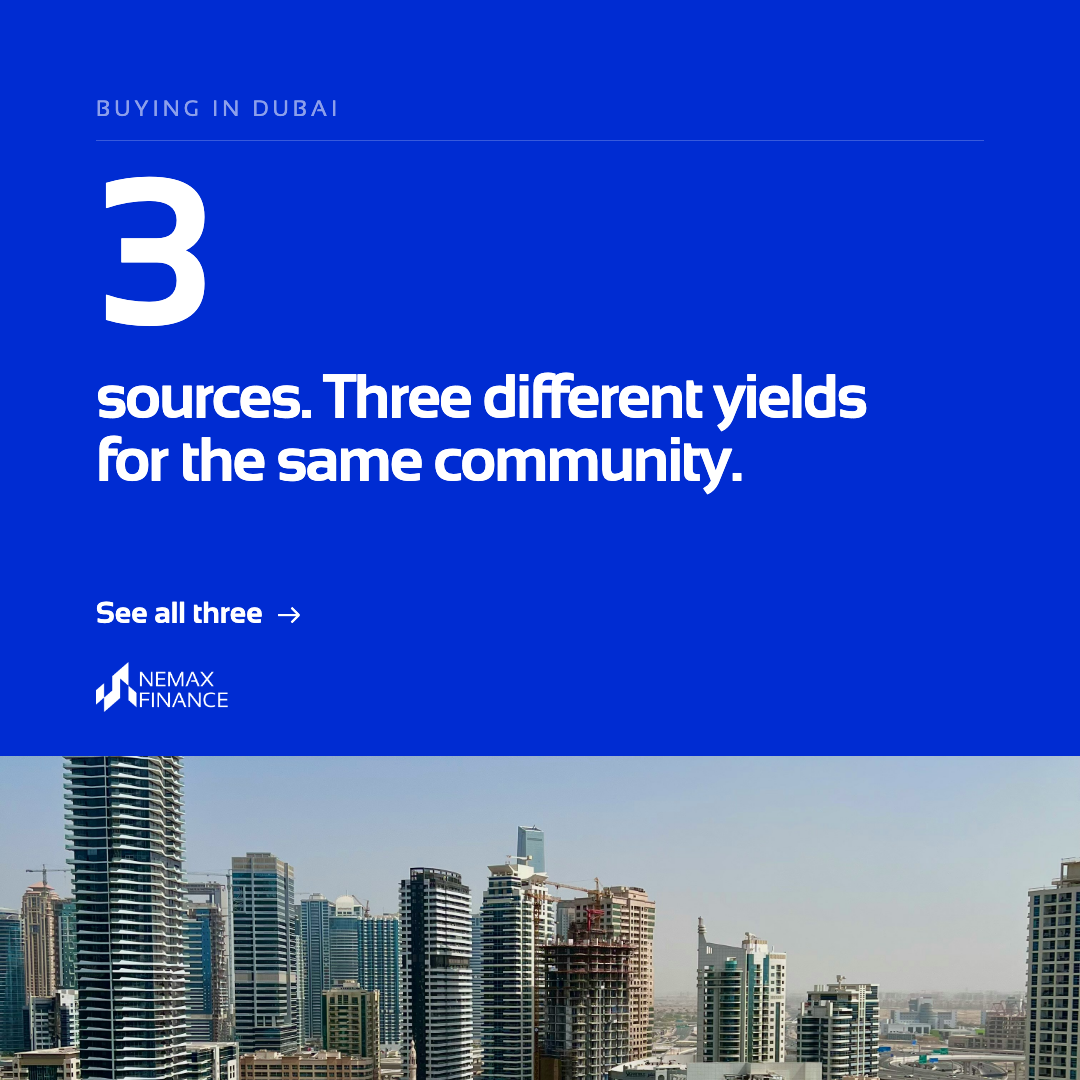 BUYING IN DUBAI
3
sources. Three different yields
for the same community.
See all three →
NEMAX
FINANCE